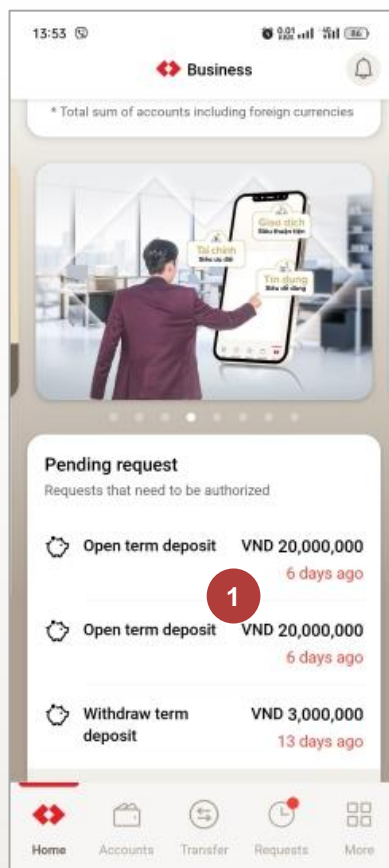 13:53
0.01
86
Business
* Total sum of accounts including foreign currencies
Giao dịch
Siêu thuận tiện
Tài chính
Siêu ưu đãi
Tín dụng
Siêu dễ dàng
Pending request
Requests that need to be authorized
Open term deposit VND 20,000,000
6 days ago
1
Open term deposit VND 20,000,000
6 days ago
Withdraw term VND 3,000,000
deposit 13 days ago
Home Accounts Transfer Requests More